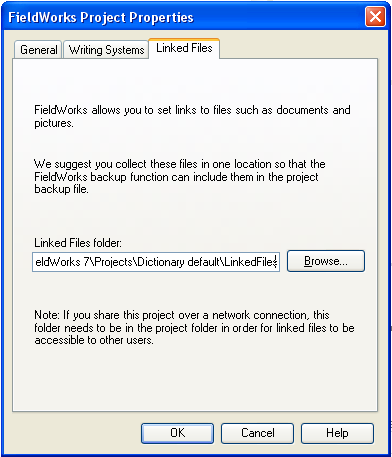 FieldWorks Project Properties
General Writing Systems Linked Files
FieldWorks allows you to set links to files such as documents and
pictures.
We suggest you collect these files in one location so that the
FieldWorks backup function can include them in the project
backup file.
Linked Files folder:
eldWorks 7\Projects\Dictionary default\LinkedFiles
Browse...
Note: If you share this project over a network connection, this
folder needs to be in the project folder in order for linked files to be
accessible to other users.
OK Cancel Help